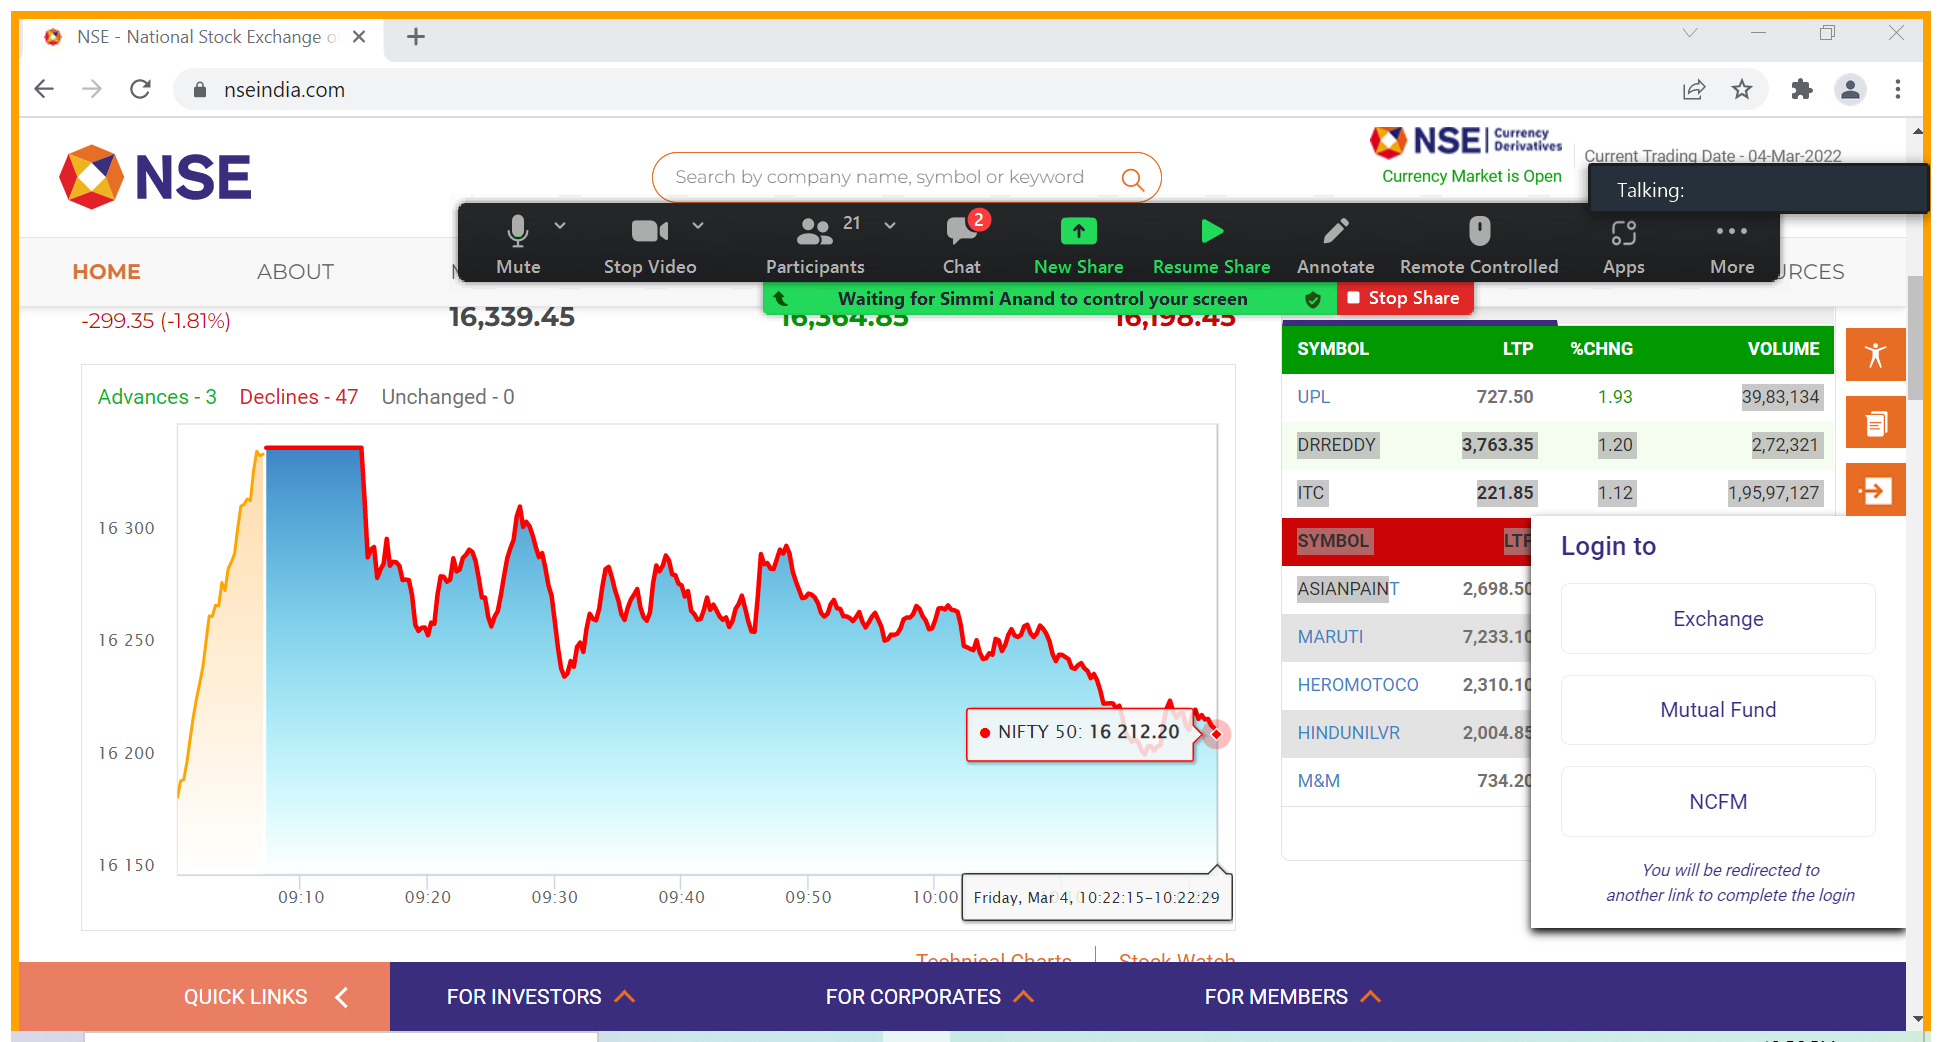 NSE - National Stock Exchange o
nseindia.com
NSE
Search by company name, symbol or keyword
NSE Currency Derivatives
Currency Market is Open
Current Trading Date - 04-Mar-2022
Talking:
Mute
Stop Video
21
Participants
2
Chat
New Share
Resume Share
Annotate
Remote Controlled
Apps
More
Waiting for Simmi Anand to control your screen
Stop Share
HOME
ABOUT
-299.35 (-1.81%)
16,339.45
16,364.85
16,198.45
Advances - 3 Declines - 47 Unchanged - 0
16 300
16 250
16 200
16 150
NIFTY 50: 16 212.20
09:10 09:20 09:30 09:40 09:50 10:00
Friday, Mar 4, 10:22:15-10:22:29
Technical Charts
Stock Watch
SYMBOL LTP %CHNG VOLUME
UPL 727.50 1.93 39,83,134
DRREDDY 3,763.35 1.20 2,72,321
ITC 221.85 1.12 1,95,97,127
SYMBOL LTP
ASIANPAINT 2,698.50
MARUTI 7,233.10
HEROMOTOCO 2,310.10
HINDUNILVR 2,004.85
M&M 734.20
Login to
Exchange
Mutual Fund
NCFM
You will be redirected to
another link to complete the login
QUICK LINKS
FOR INVESTORS
FOR CORPORATES
FOR MEMBERS